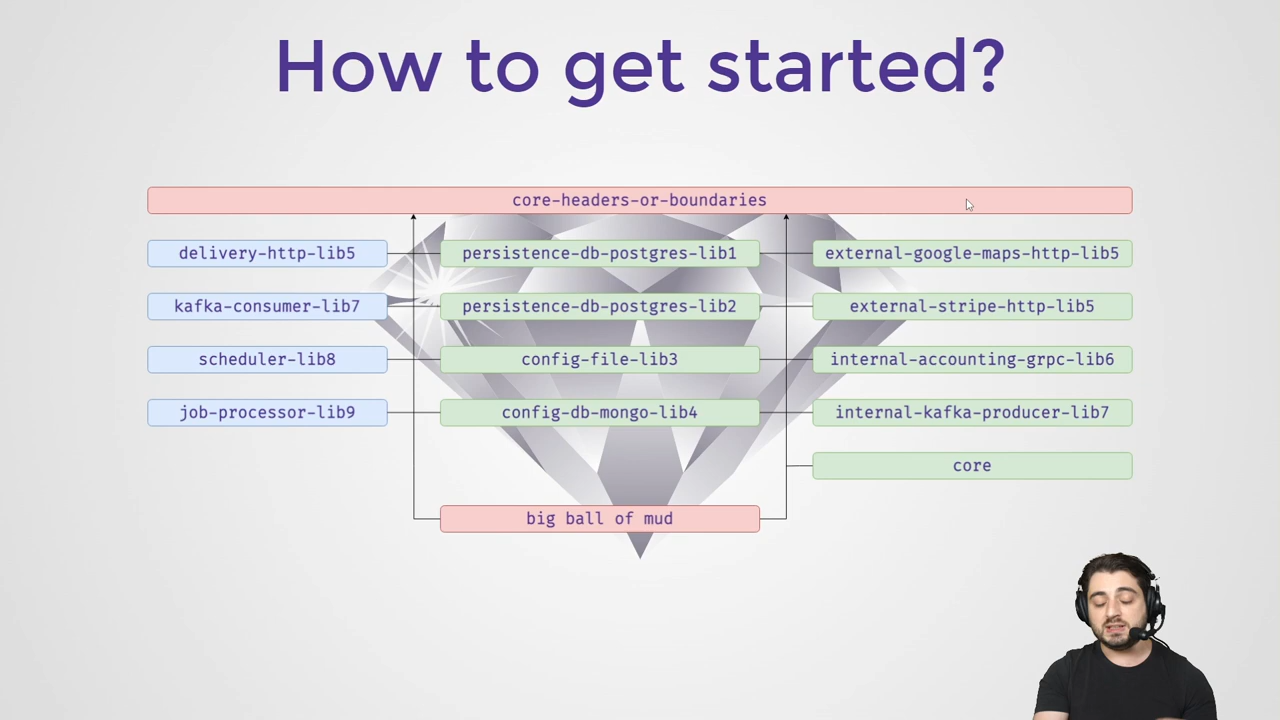 How to get started?
core-headers-or-boundaries
delivery-http-lib5
persistence-db-postgres-lib1
external-google-maps-http-lib5
kafka-consumer-lib7
persistence-db-postgres-lib2
external-stripe-http-lib5
scheduler-lib8
config-file-lib3
internal-accounting-grpc-lib6
job-processor-lib9
config-db-mongo-lib4
internal-kafka-producer-lib7
core
big ball of mud